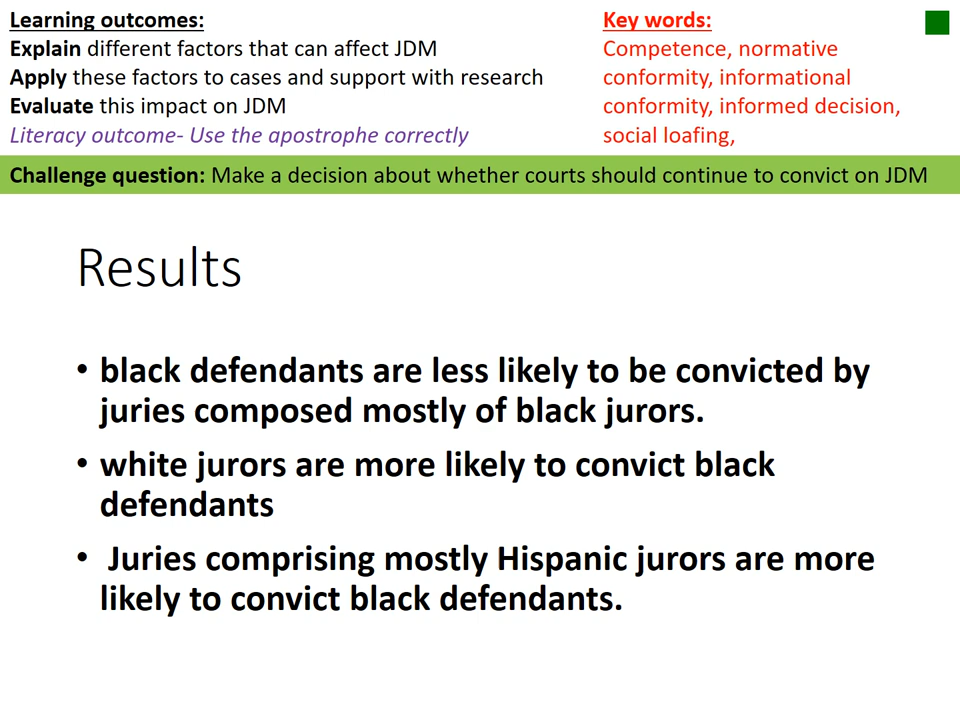 Learning outcomes:
Explain different factors that can affect JDM
Apply these factors to cases and support with research
Evaluate this impact on JDM
Literacy outcome- Use the apostrophe correctly
Key words:
Competence, normative
conformity, informational
conformity, informed decision,
social loafing,
Challenge question: Make a decision about whether courts should continue to convict on JDM
Results
• black defendants are less likely to be convicted by
juries composed mostly of black jurors.
• white jurors are more likely to convict black
defendants
• Juries comprising mostly Hispanic jurors are more
likely to convict black defendants.